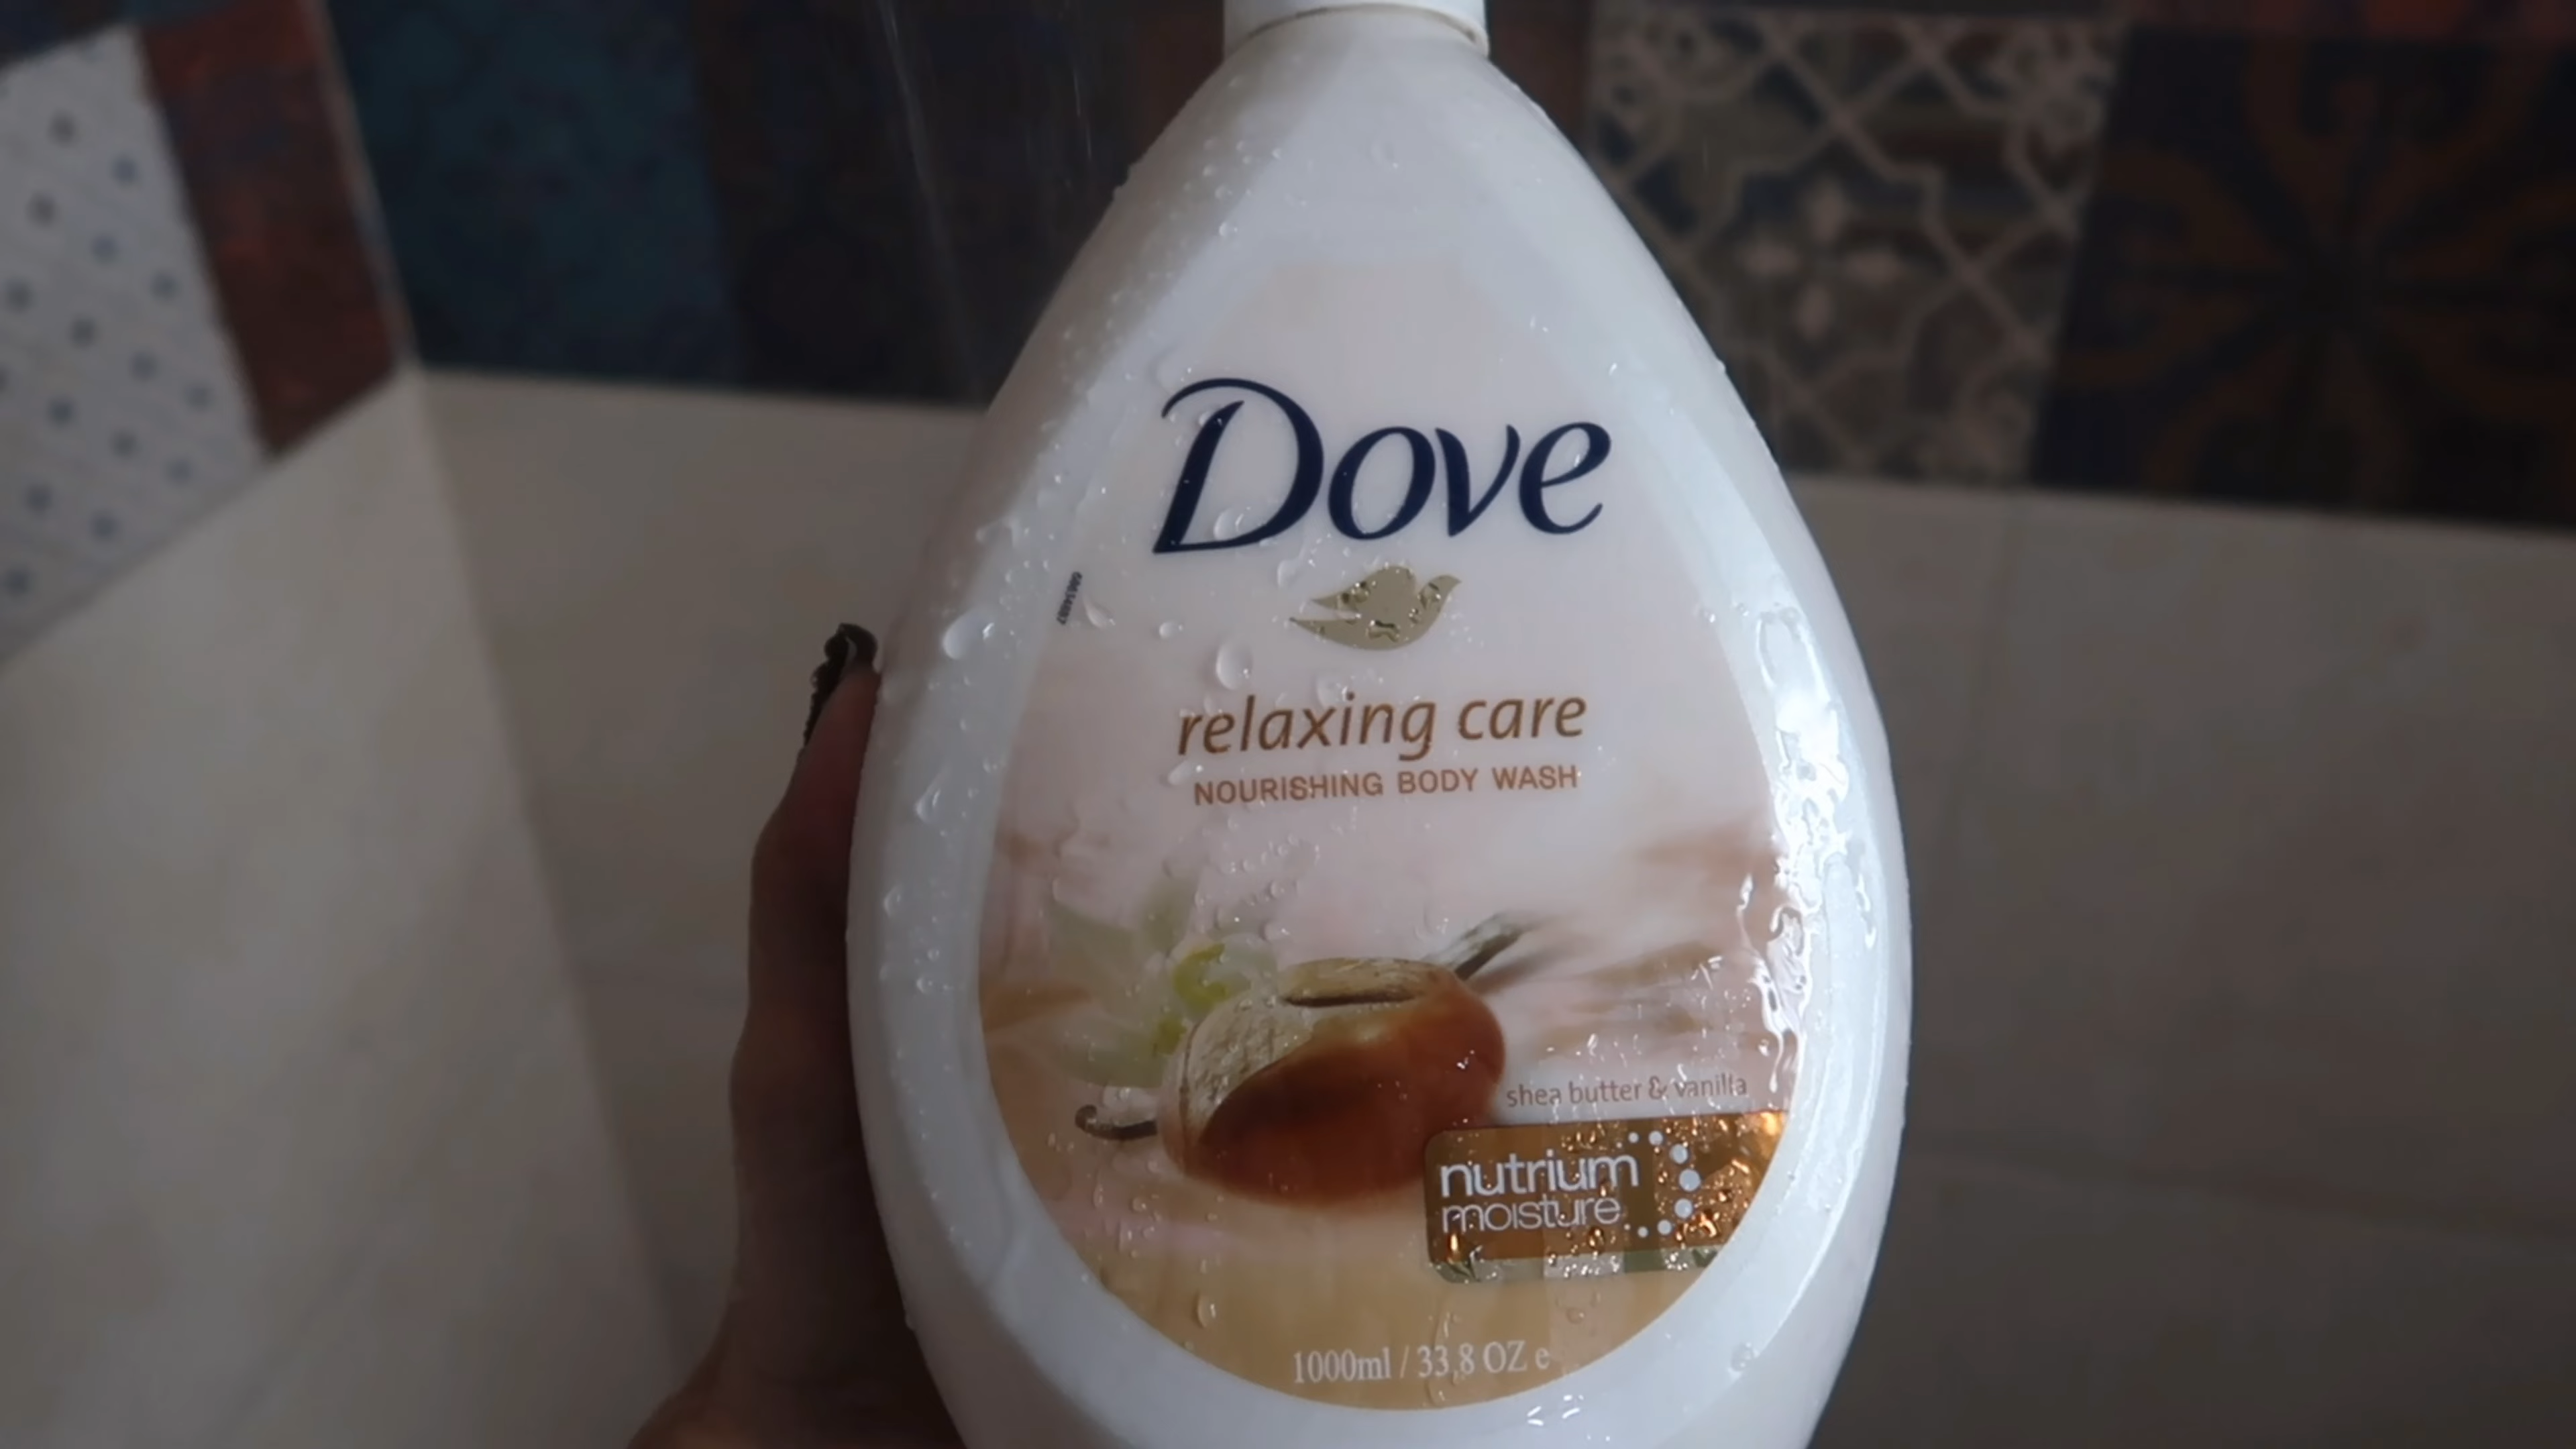 Dove
relaxing care
NOURISHING BODY WASH
shea butter & vanilla
nutrium
moisture
1000ml / 33.8 OZ e